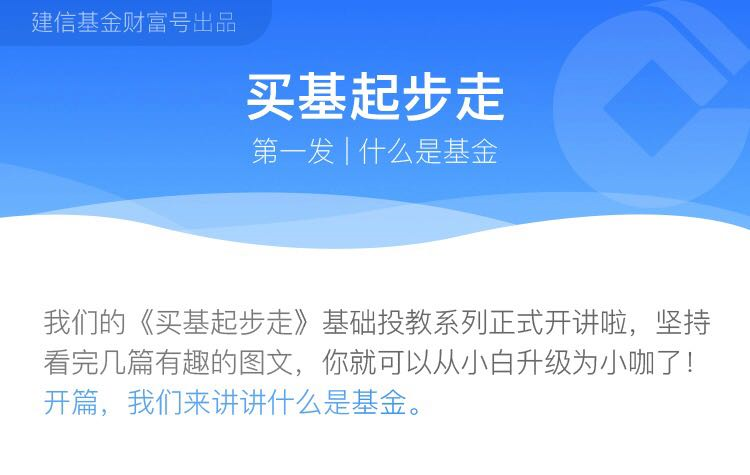 建信基金财富号出品
买基起步走
第一发 | 什么是基金
我们的《买基起步走》基础投教系列正式开讲啦，坚持
看完几篇有趣的图文，你就可以从小白升级为小咖了！
开篇，我们来讲讲什么是基金。